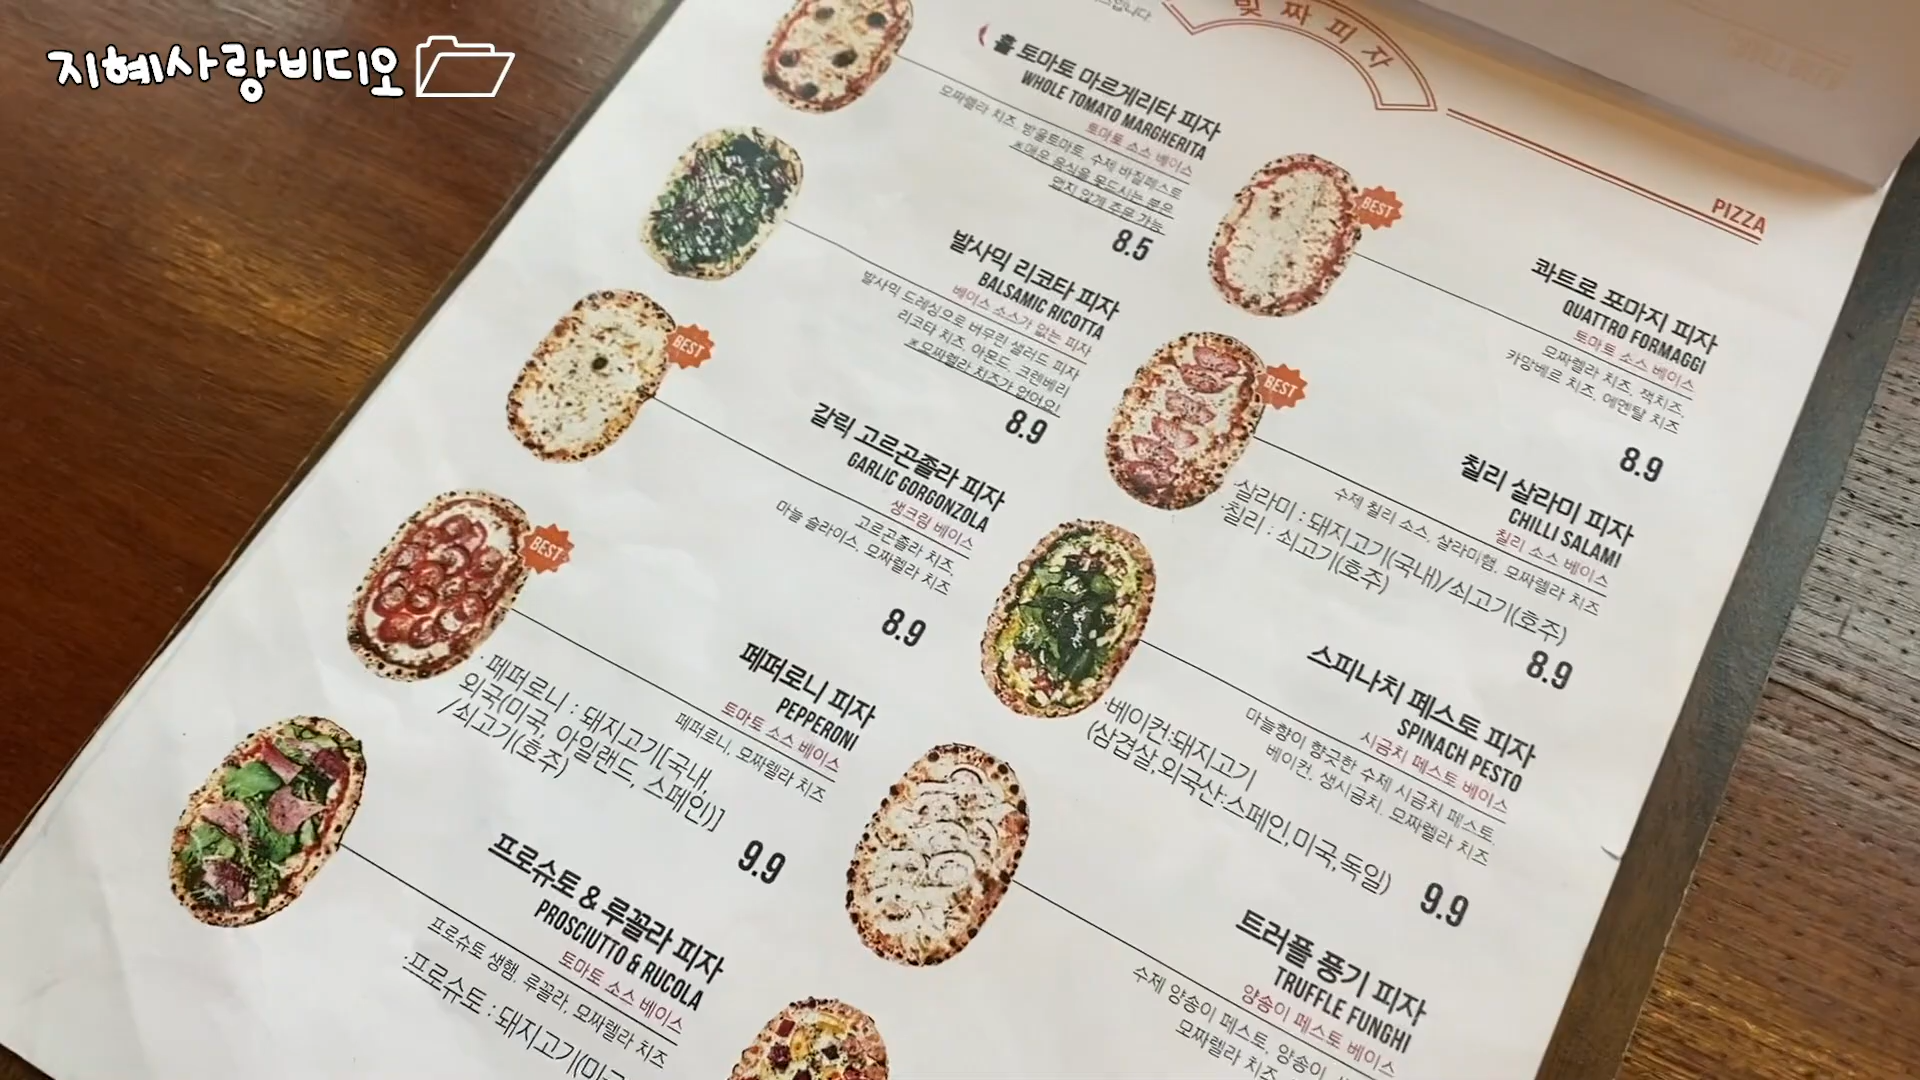 지혜사랑비디오
피자
PIZZA
홀 토마토 마르게리타 피자
WHOLE TOMATO MARGHERITA
토마토 소스 베이스
모짜렐라 치즈, 방울토마토, 수제 바질페스토
※매운 음식을 못드시는 분은
맵지 않게 주문 가능
8.5
발사믹 리코타 피자
BALSAMIC RICOTTA
베이스 소스가 없는 피자
발사믹 드레싱으로 버무린 샐러드 피자
리코타 치즈, 아몬드, 크렌베리
※모짜렐라 치즈가 없어요!
8.9
BEST
갈릭 고르곤졸라 피자
GARLIC GORGONZOLA
생크림 베이스
고르곤졸라 치즈,
마늘 슬라이스, 모짜렐라 치즈
8.9
BEST
페퍼로니 피자
PEPPERONI
토마토 소스 베이스
페퍼로니, 모짜렐라 치즈
·페퍼로니 : 돼지고기[국내,
외국(미국, 아일랜드, 스페인)]
/쇠고기(호주)
9.9
프로슈토 & 루꼴라 피자
PROSCIUTTO & RUCOLA
토마토 소스 베이스
프로슈토 생햄, 루꼴라, 모짜렐라 치즈
·프로슈토 : 돼지고기(미국
BEST
콰트로 포마지 피자
QUATTRO FORMAGGI
토마토 소스 베이스
모짜렐라 치즈, 잭치즈,
카망베르 치즈, 에멘탈 치즈
8.9
BEST
칠리 살라미 피자
CHILLI SALAMI
칠리 소스 베이스
수제 칠리 소스, 살라미햄, 모짜렐라 치즈
·살라미 : 돼지고기(국내)/쇠고기(호주)
·칠리 : 쇠고기(호주)
8.9
스피나치 페스토 피자
SPINACH PESTO
시금치 페스토 베이스
마늘향이 향긋한 수제 시금치 페스토,
베이컨, 생시금치, 모짜렐라 치즈
·베이컨:돼지고기
(삼겹살,외국산:스페인,미국,독일)
9.9
트러플 풍기 피자
TRUFFLE FUNGHI
양송이 페스토 베이스
수제 양송이 페스토, 양송이
모짜렐라 치즈